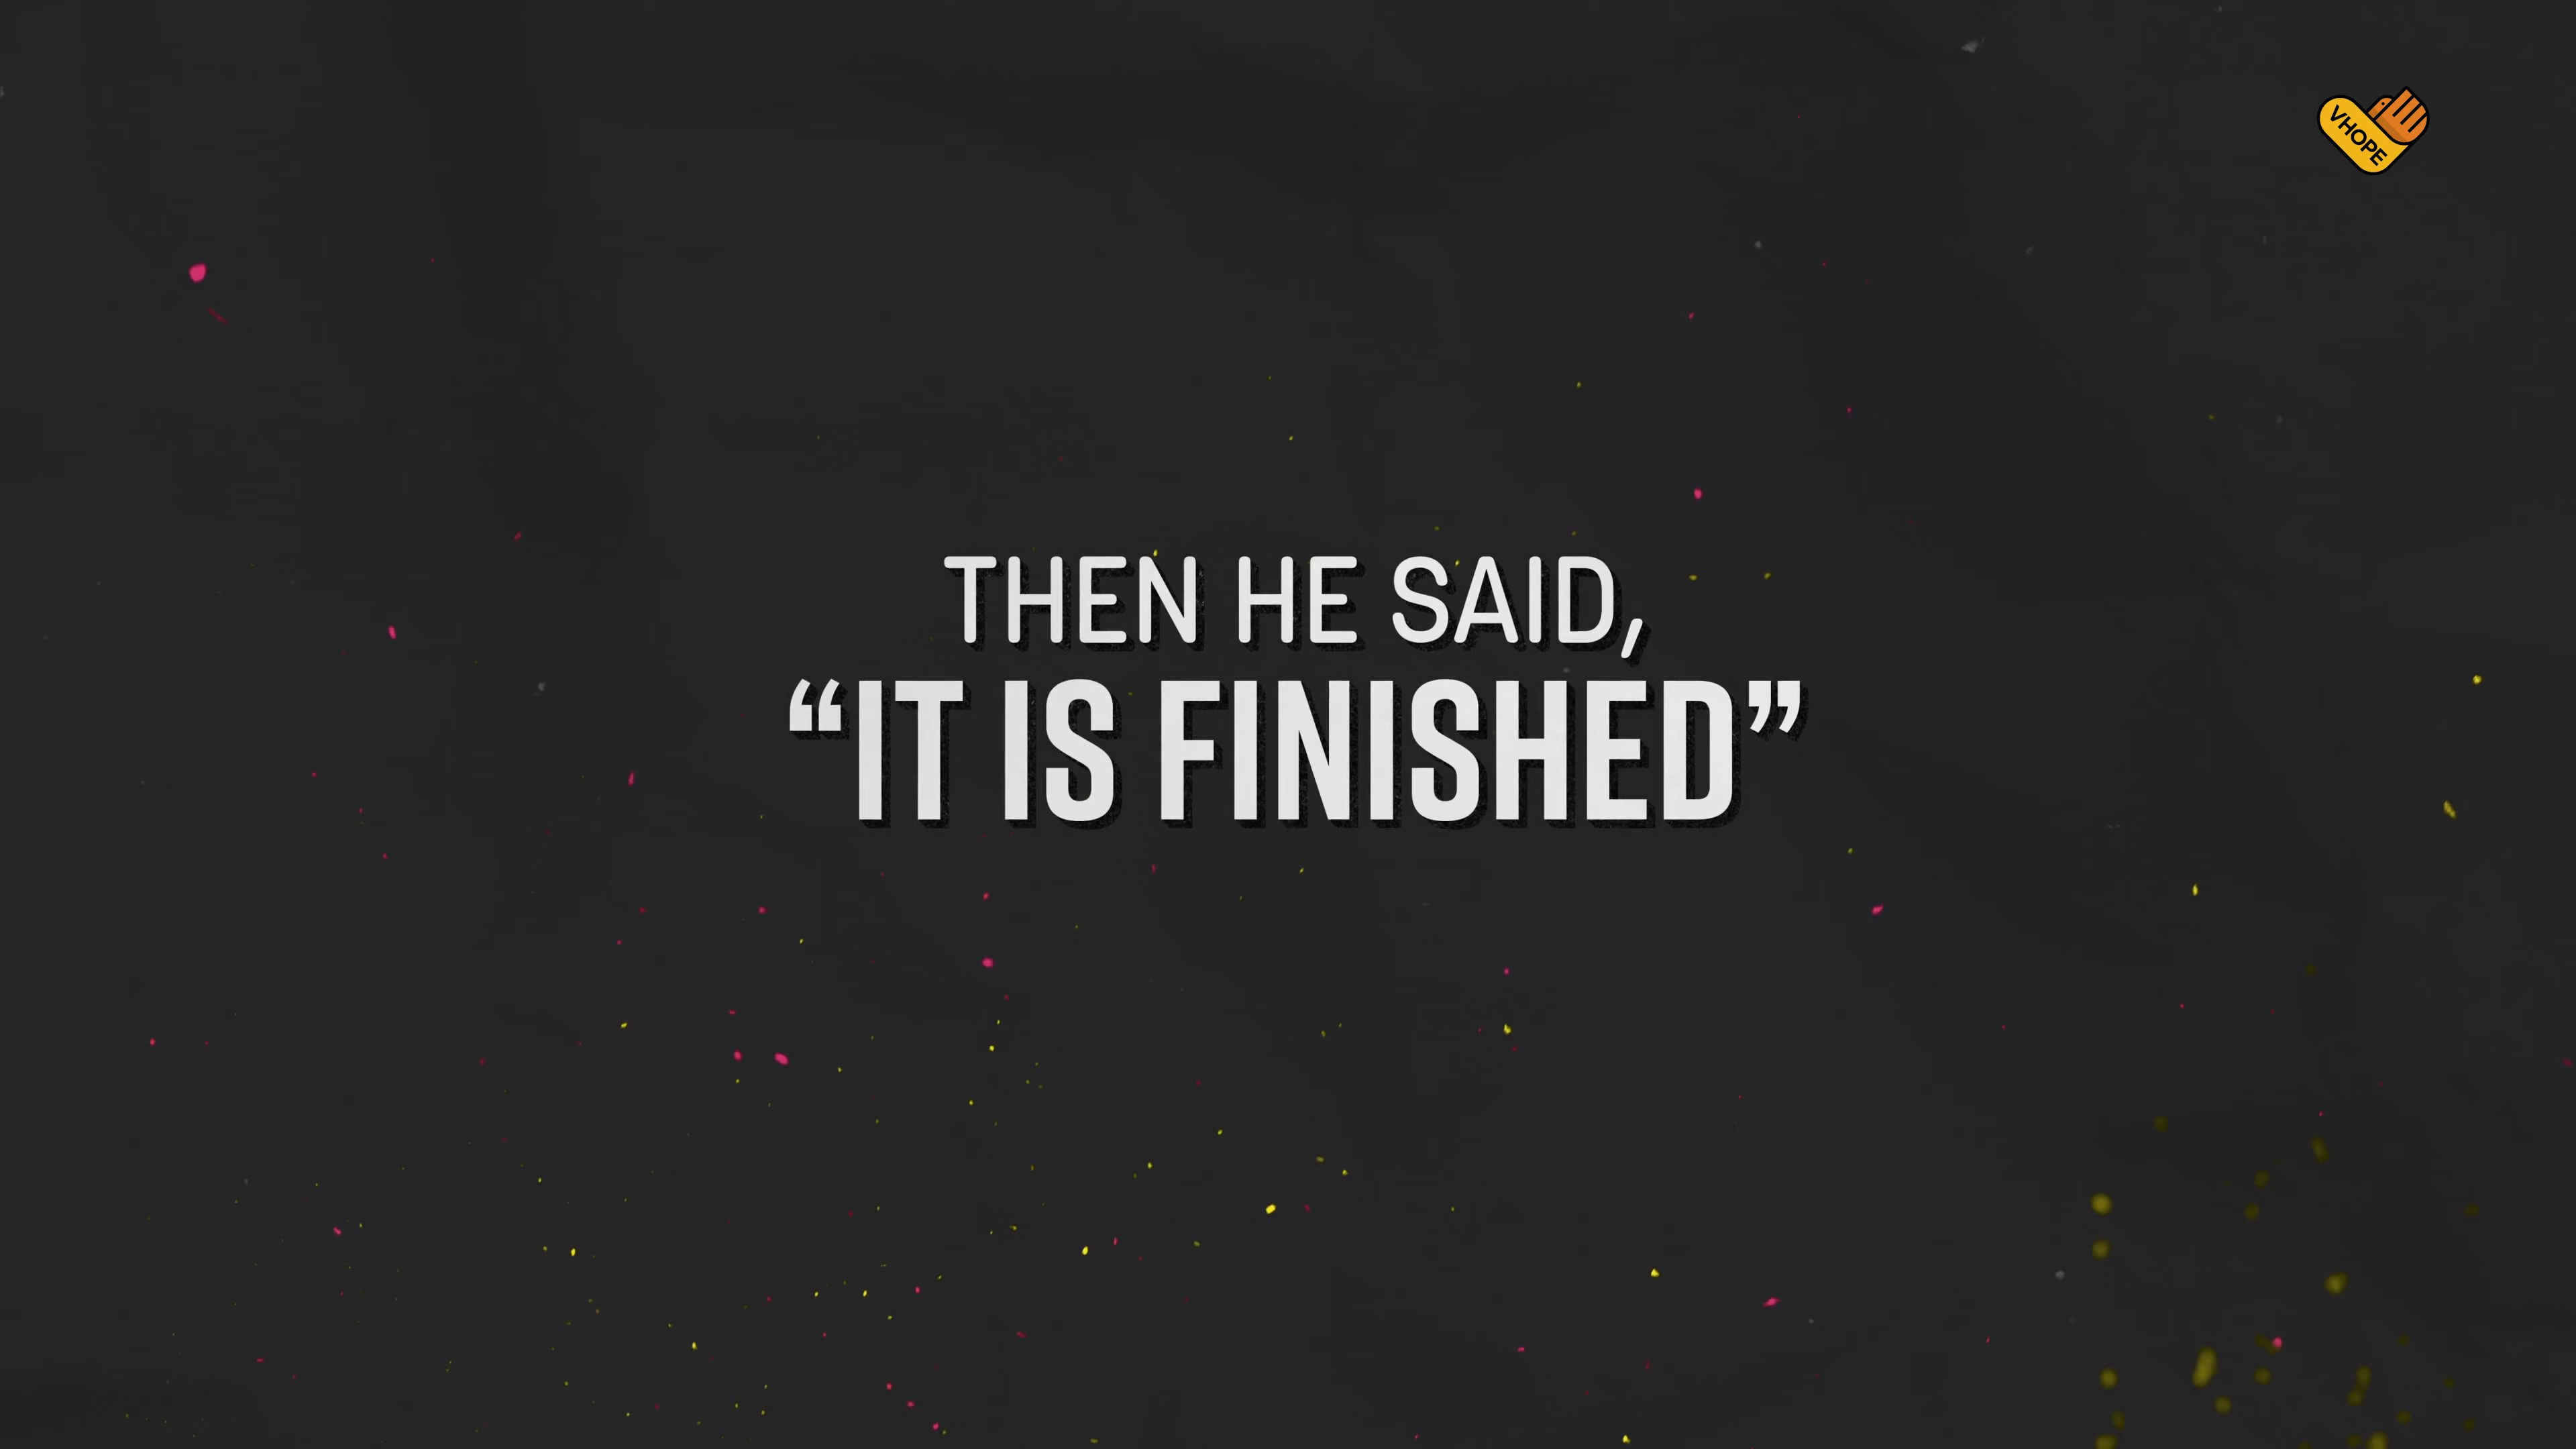 VHOPE
THEN HE SAID,
“IT IS FINISHED”